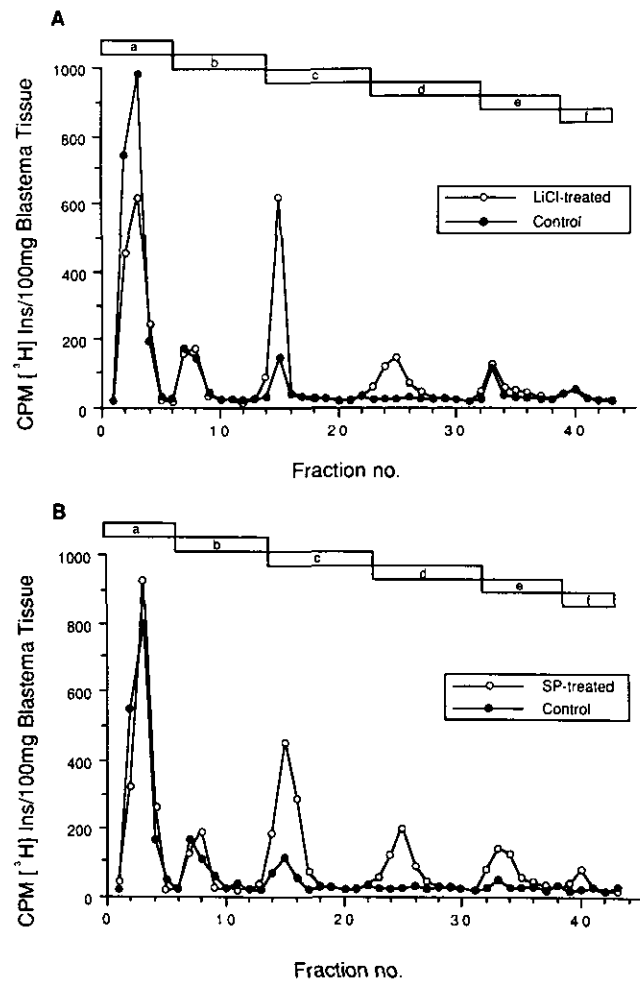 A
a
b
c
d
e
f
1000
800
600
400
200
0
CPM [³H] Ins/100mg Blastema Tissue
LiCl-treated
Control
0 10 20 30 40
Fraction no.
B
a
b
c
d
e
f
1000
800
600
400
200
0
CPM [³H] Ins/100mg Blastema Tissue
SP-treated
Control
0 10 20 30 40
Fraction no.